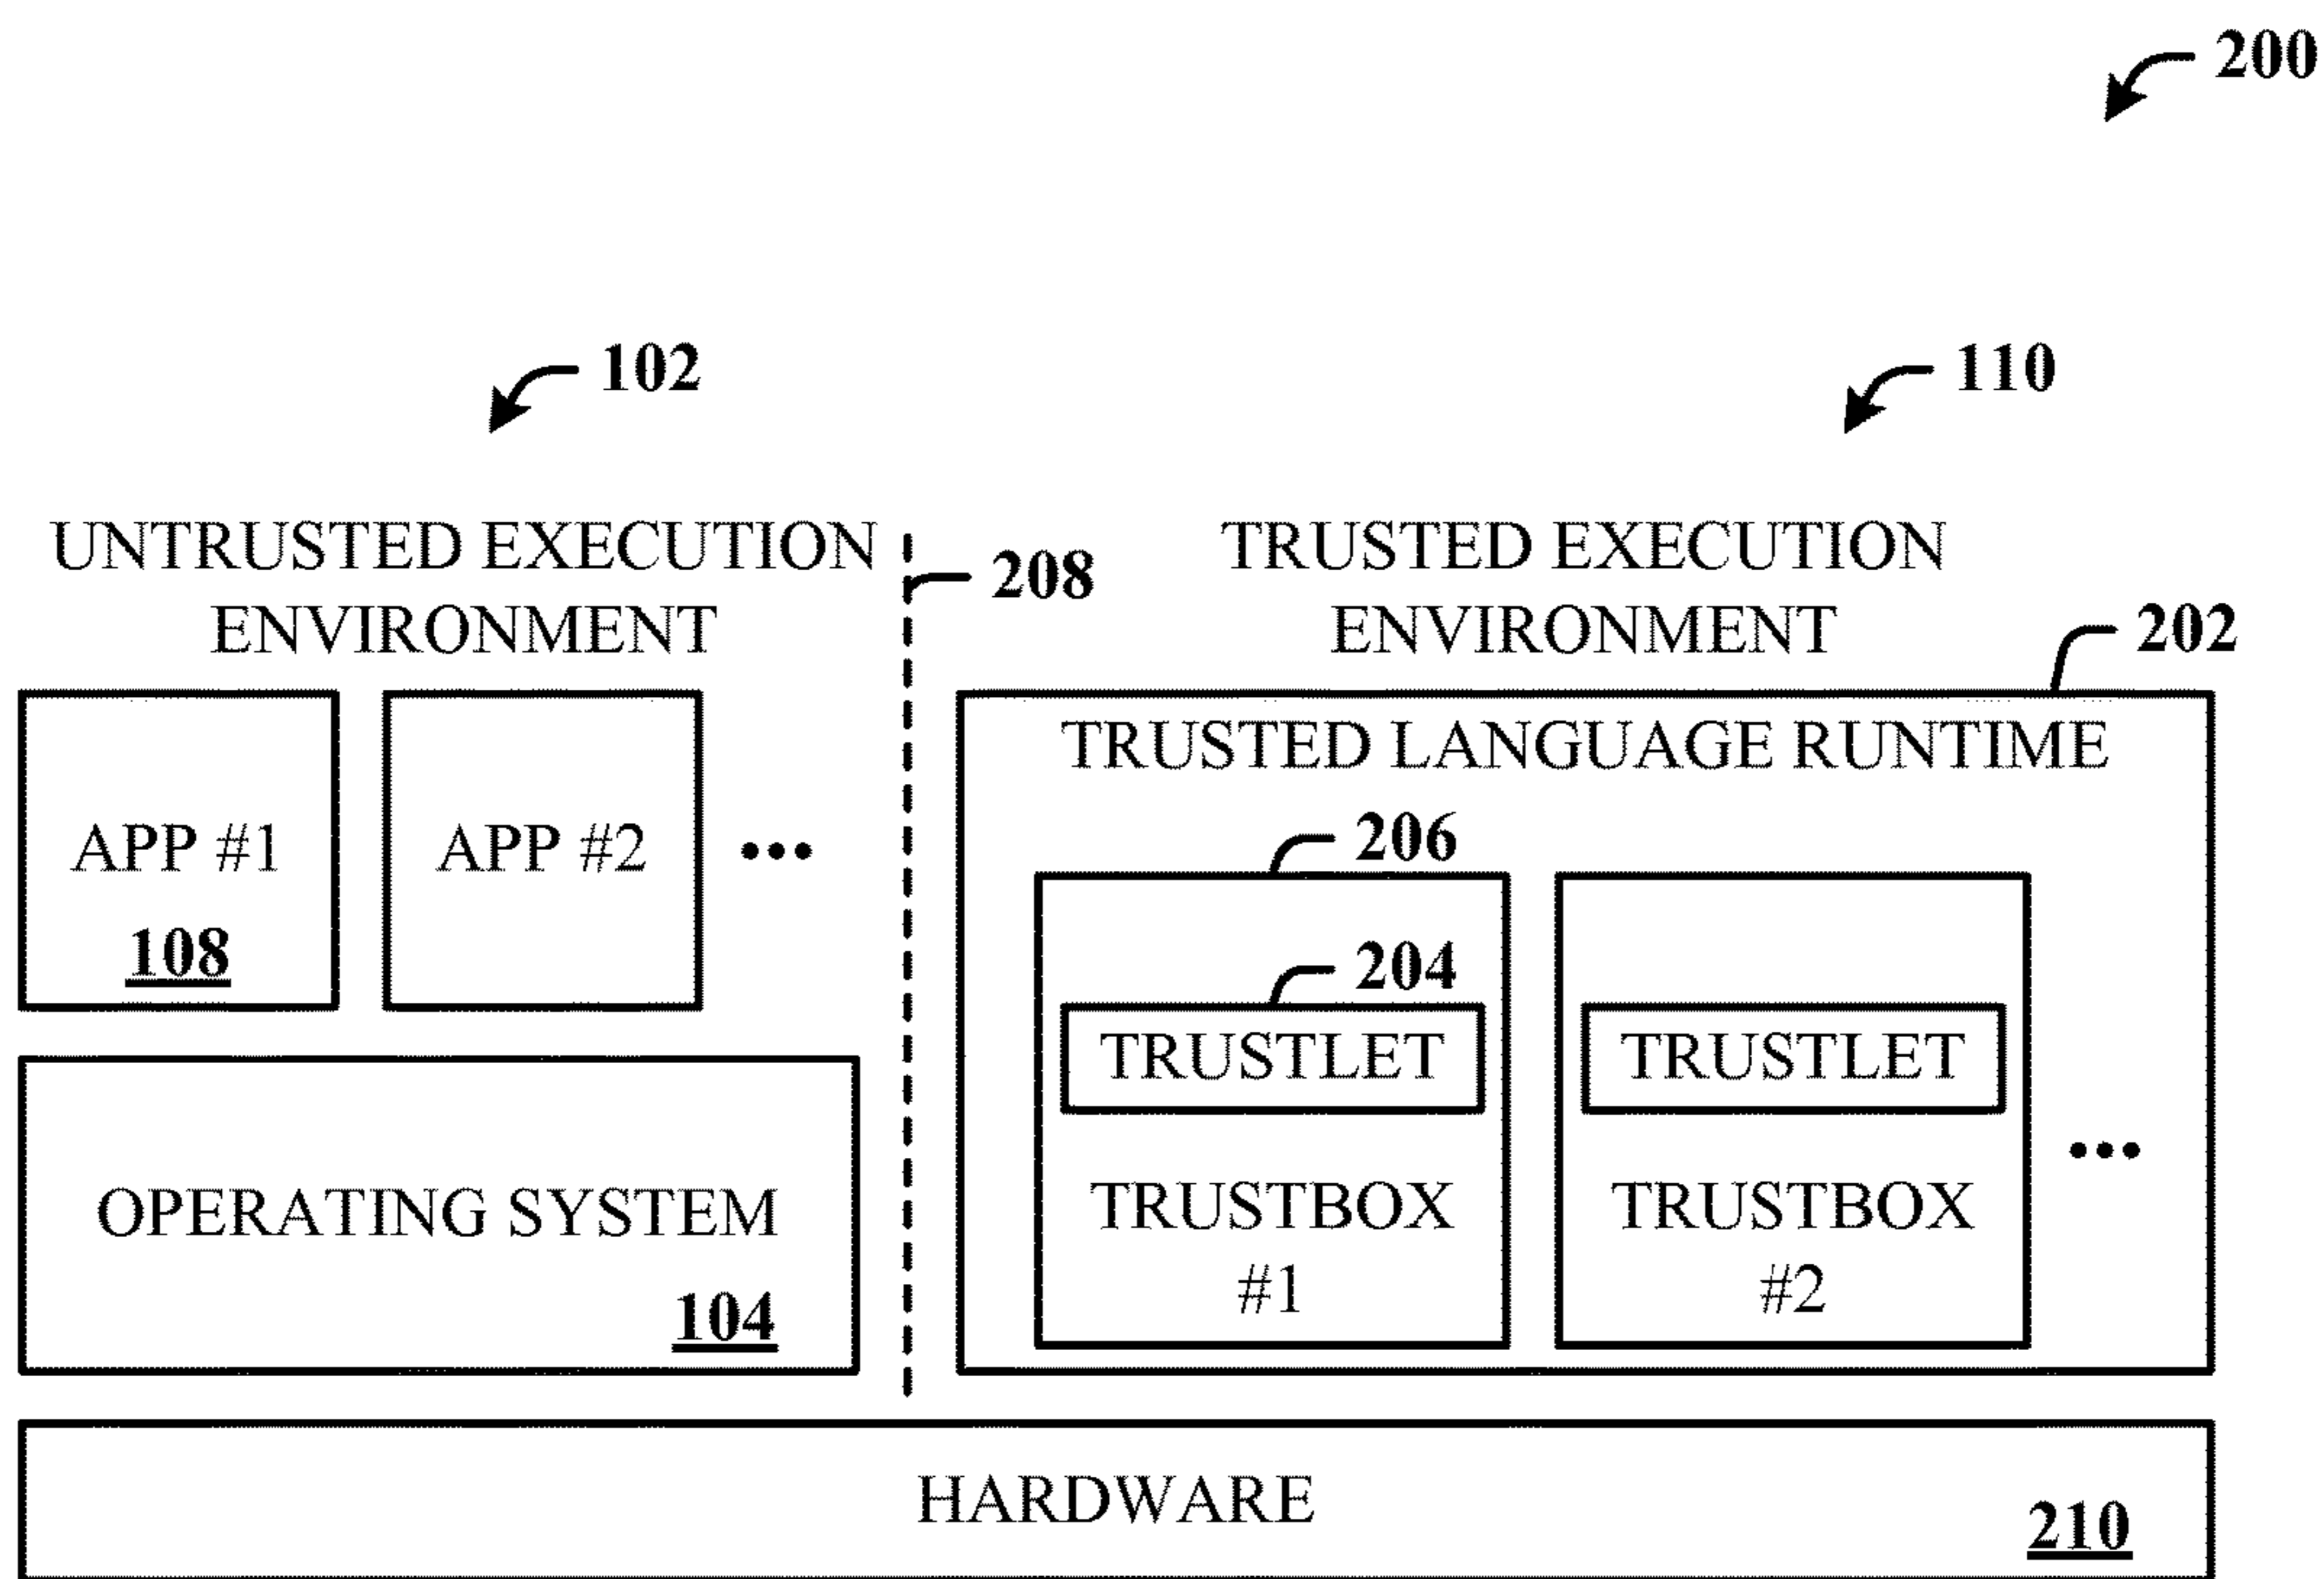 200
102
110
UNTRUSTED EXECUTION
ENVIRONMENT
208
TRUSTED EXECUTION
ENVIRONMENT
202
APP #1
108
APP #2
•••
TRUSTED LANGUAGE RUNTIME
206
204
TRUSTLET
TRUSTBOX
#1
TRUSTLET
TRUSTBOX
#2
•••
OPERATING SYSTEM
104
HARDWARE
210